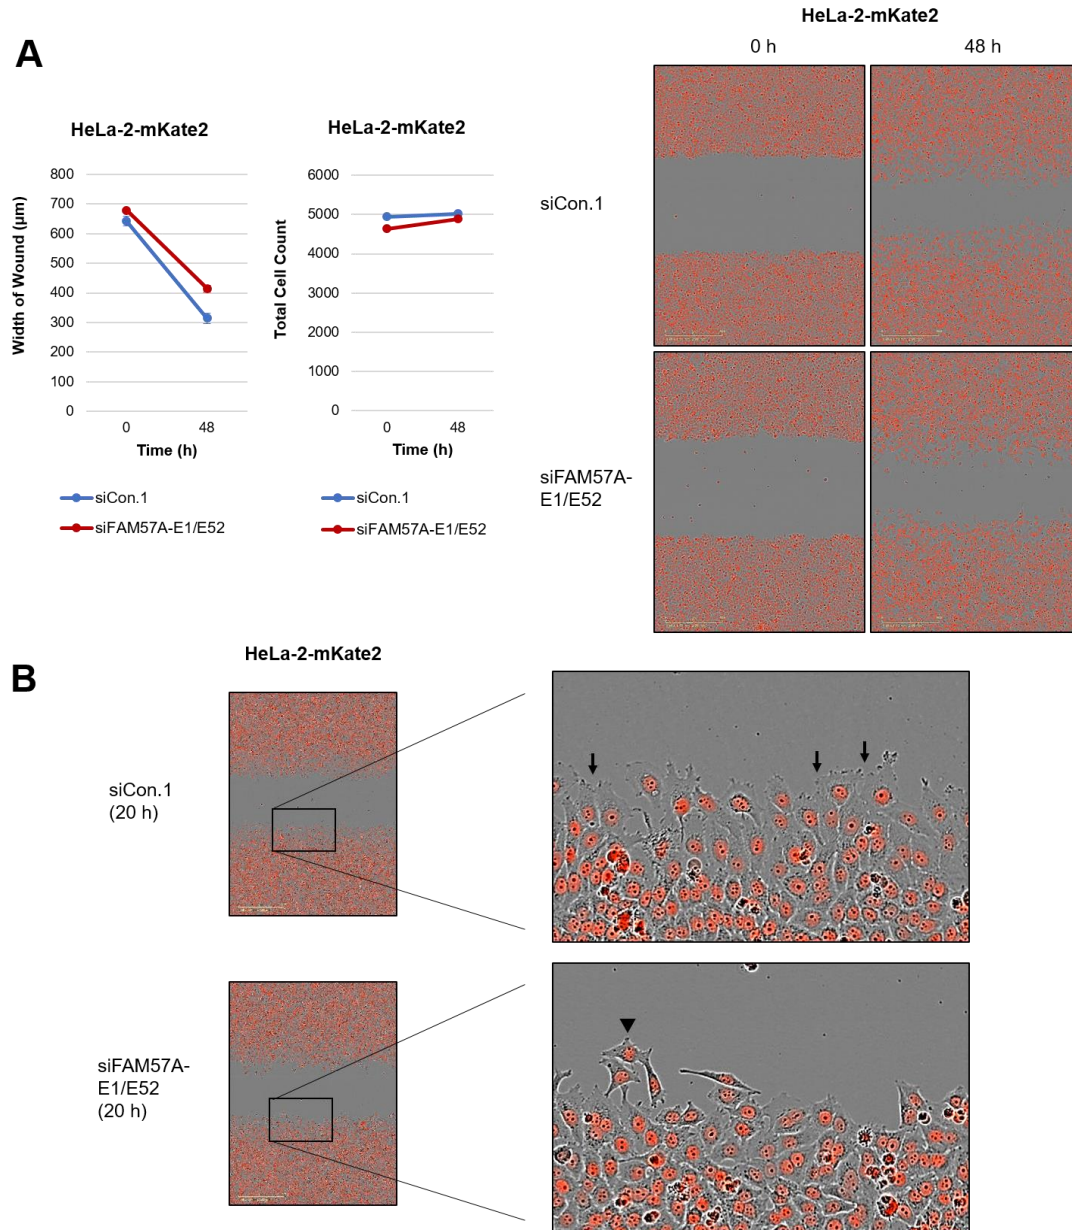 A
HeLa-2-mKate2
0 h
48 h
HeLa-2-mKate2
Width of Wound (µm)
800
700
600
500
400
300
200
100
0
0
48
Time (h)
siCon.1
siFAM57A-E1/E52
HeLa-2-mKate2
Total Cell Count
6000
5000
4000
3000
2000
1000
0
0
48
Time (h)
siCon.1
siFAM57A-E1/E52
siCon.1
siFAM57A-
E1/E52
B
HeLa-2-mKate2
siCon.1
(20 h)
siFAM57A-
E1/E52
(20 h)